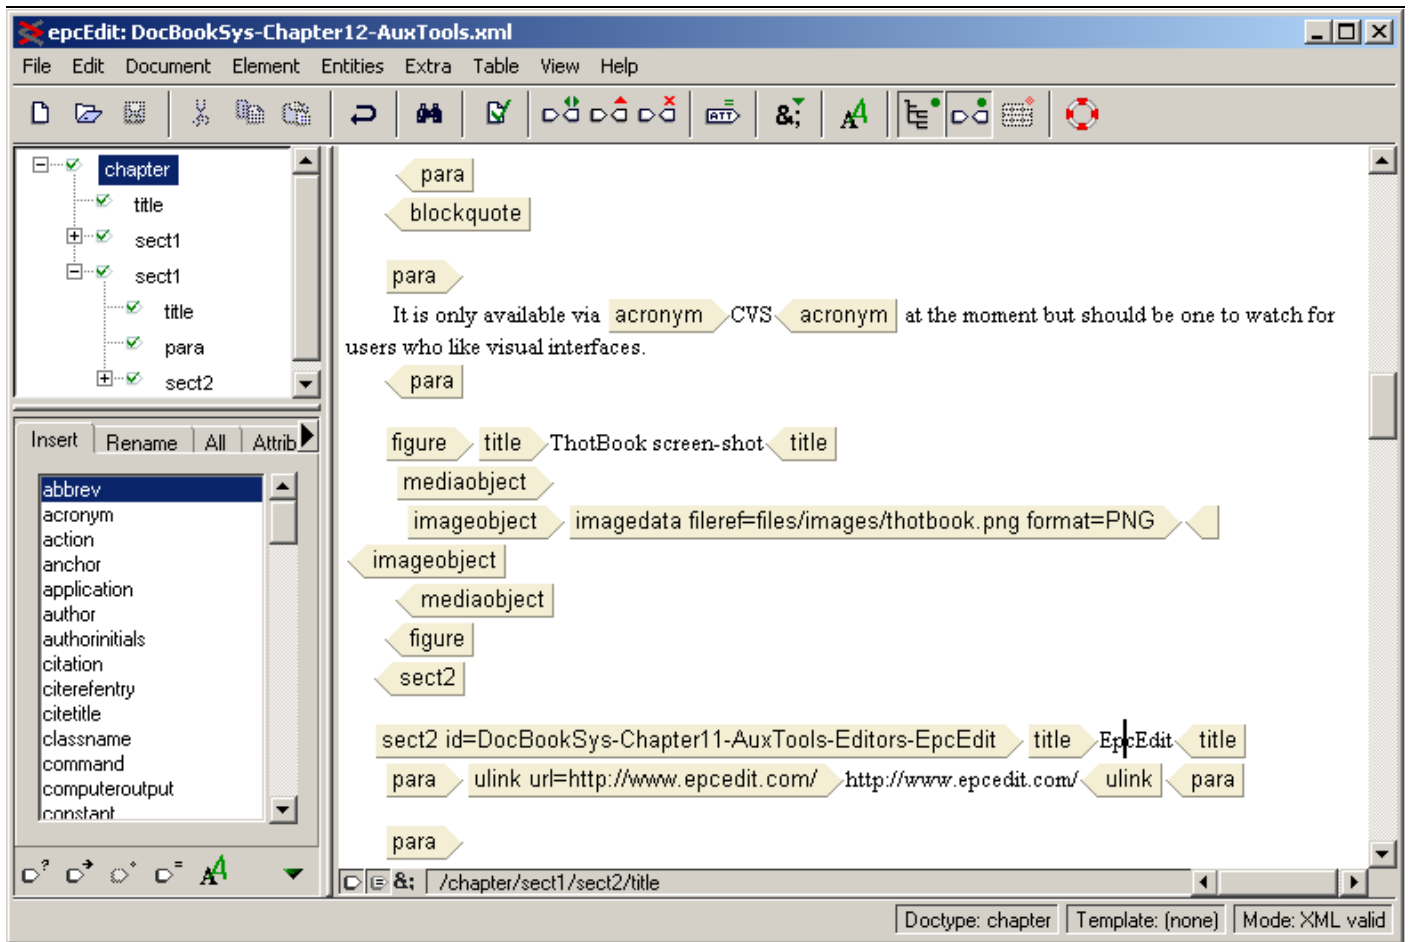 epcEdit: DocBookSys-Chapter12-AuxTools.xml
File Edit Document Element Entities Extra Table View Help
ATT &; AA
chapter
title
sect1
sect1
title
para
sect2
Insert Rename All Attrib
abbrev
acronym
action
anchor
application
author
authorinitials
citation
citerefentry
citetitle
classname
command
computeroutput
constant
para
blockquote
para
It is only available via acronym CVS acronym at the moment but should be one to watch for
users who like visual interfaces.
para
figure title ThotBook screen-shot title
mediaobject
imageobject imagedata fileref=files/images/thotbook.png format=PNG
imageobject
mediaobject
figure
sect2
sect2 id=DocBookSys-Chapter11-AuxTools-Editors-EpcEdit title EpcEdit title
para ulink url=http://www.epcedit.com/ http://www.epcedit.com/ ulink para
para
&; /chapter/sect1/sect2/title
Doctype: chapter Template: (none) Mode: XML valid